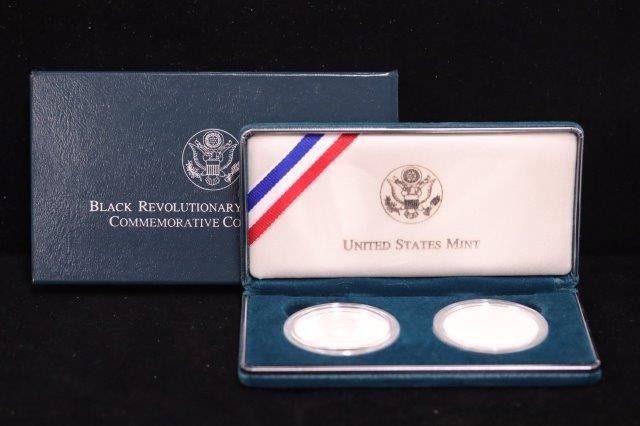 BLACK REVOLUTIONARY
COMMEMORATIVE CO
UNITED STATES MINT